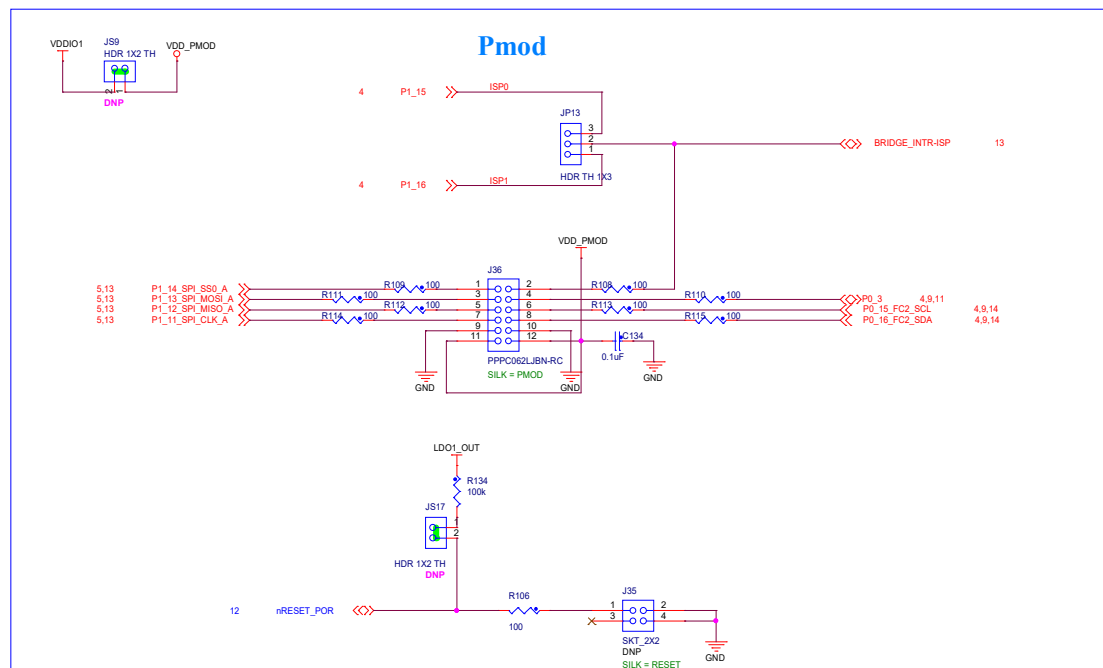 Pmod
VDDIO1
JS9
HDR 1X2 TH
VDD_PMOD
2
1
DNP
4 P1_15 ISP0
JP13
3
2
1
HDR TH 1X3
BRIDGE_INTR-ISP 13
4 P1_16 ISP1
VDD_PMOD
J36
5,13 P1_14_SPI_SS0_A R109 100 1 2 R108 100
5,13 P1_13_SPI_MOSI_A R111 100 3 4 R110 100 P0_3 4,9,11
5,13 P1_12_SPI_MISO_A R112 100 5 6 R113 100 P0_15_FC2_SCL 4,9,14
5,13 P1_11_SPI_CLK_A R114 100 7 8 R115 100 P0_16_FC2_SDA 4,9,14
9 10
11 12
C134
0.1uF
PPPC062LJBN-RC
SILK = PMOD
GND
GND
GND
LDO1_OUT
R134
100k
JS17
1
2
HDR 1X2 TH
DNP
12 nRESET_POR
R106
100
J35
1 2
3 4
SKT_2X2
DNP
SILK = RESET
GND